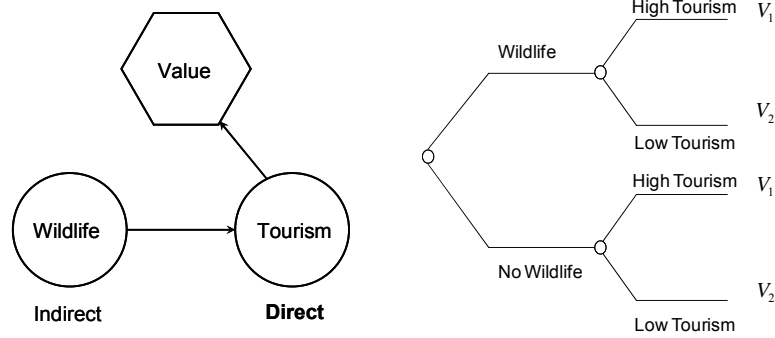 Value
Wildlife
Tourism
Indirect
Direct
High Tourism
V1
Wildlife
V2
Low Tourism
High Tourism
V1
No Wildlife
V2
Low Tourism